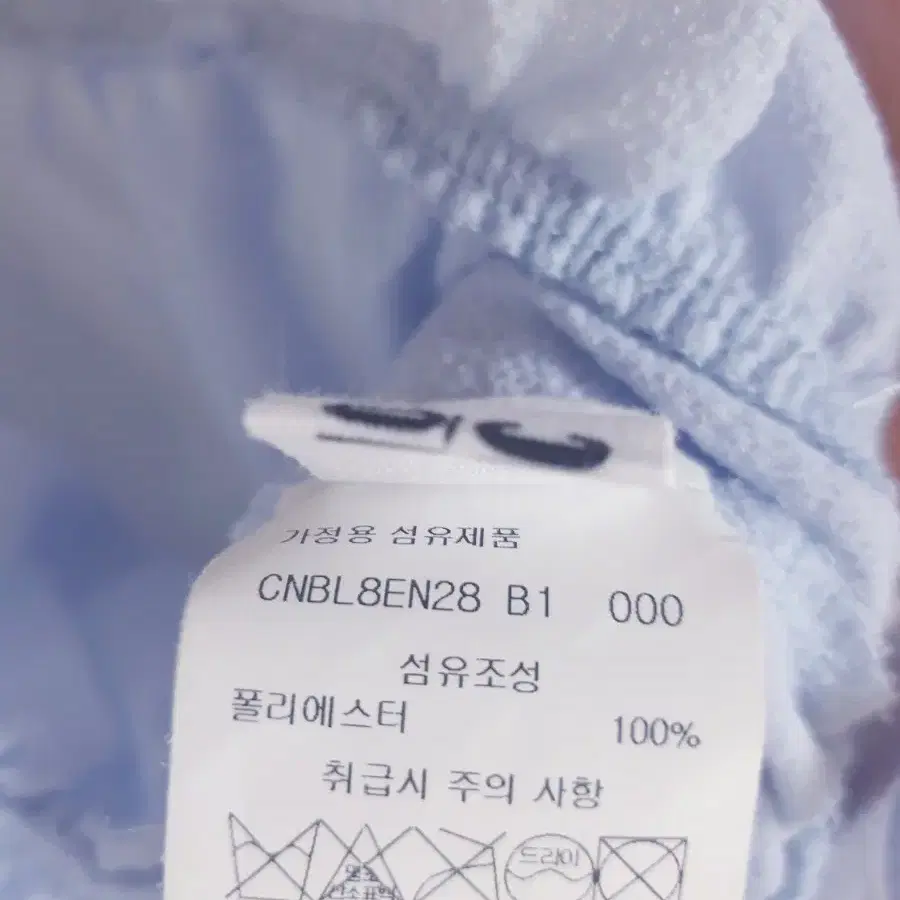 가정용 섬유제품
CNBL8EN28 B1 000
섬유조성
폴리에스터 100%
취급시 주의 사항
드라이